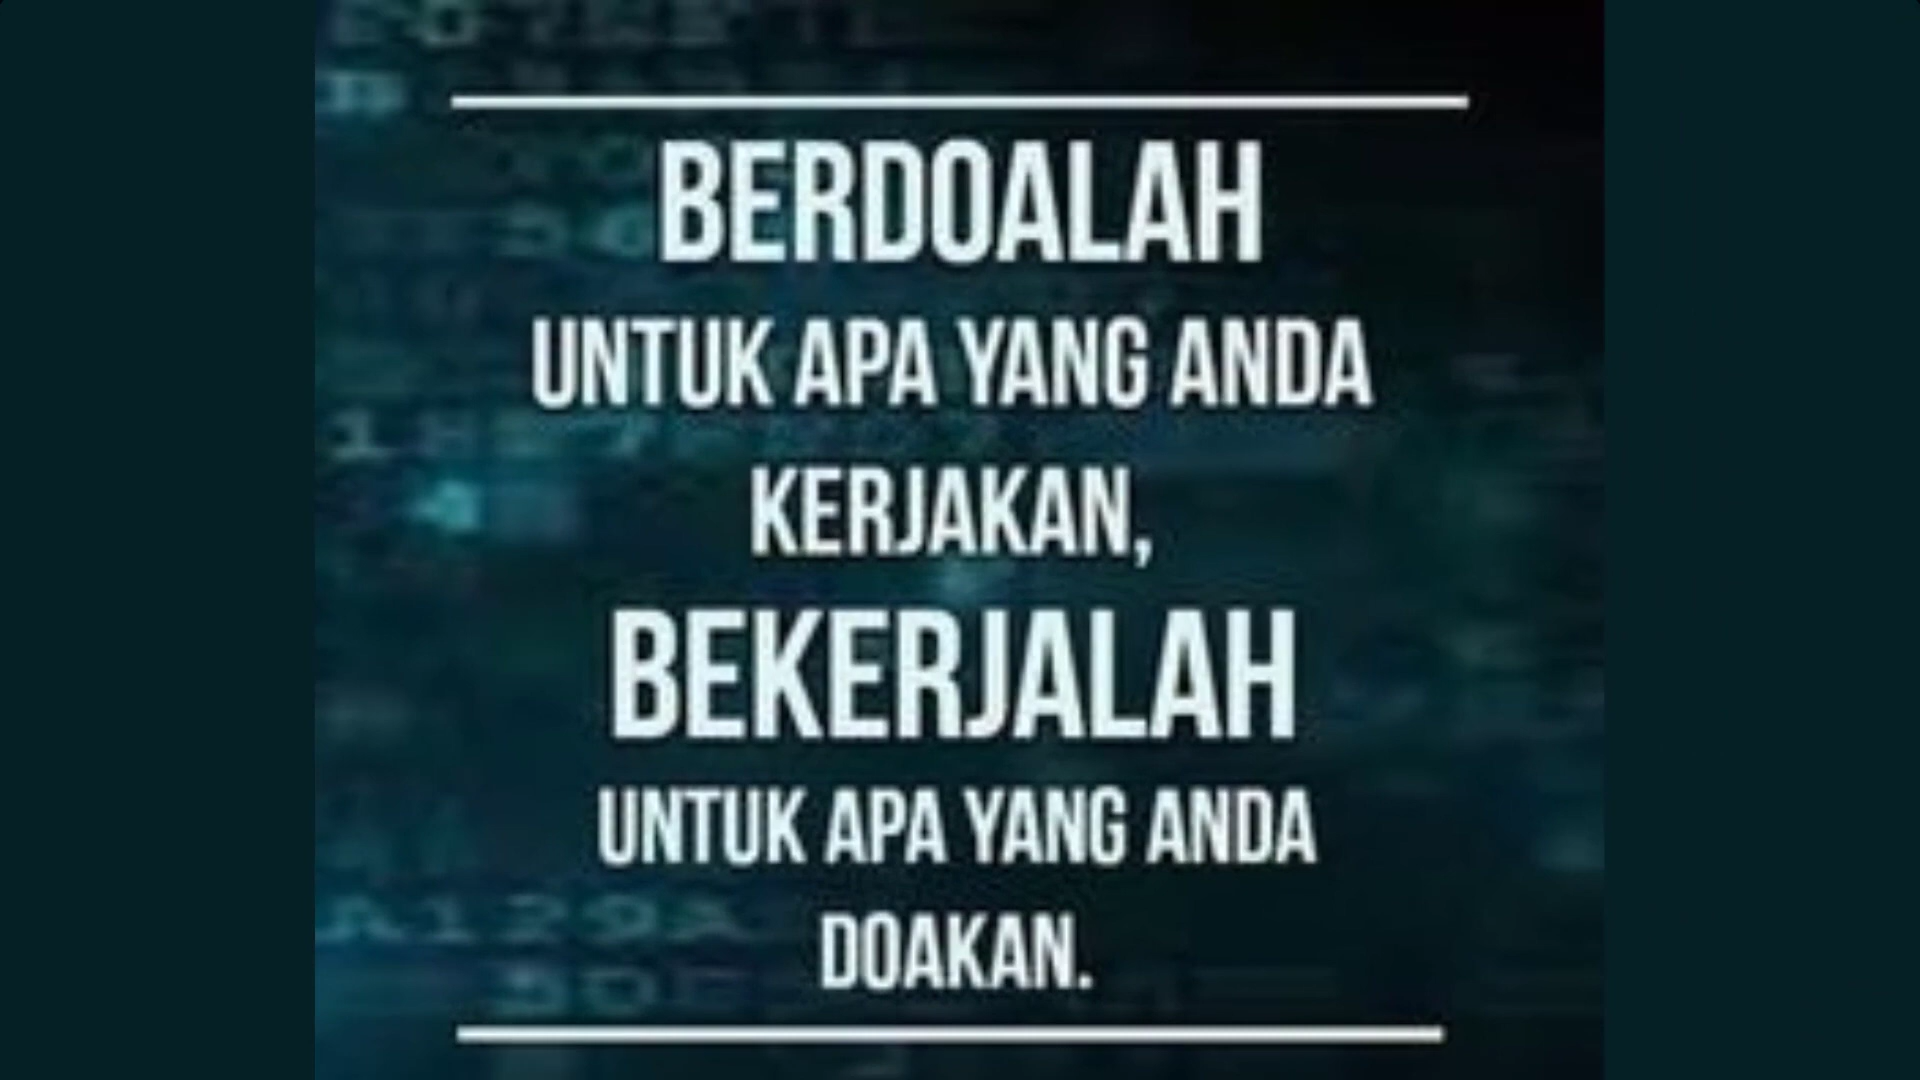 BERDOALAH
UNTUK APA YANG ANDA
KERJAKAN,
BEKERJALAH
UNTUK APA YANG ANDA
DOAKAN.